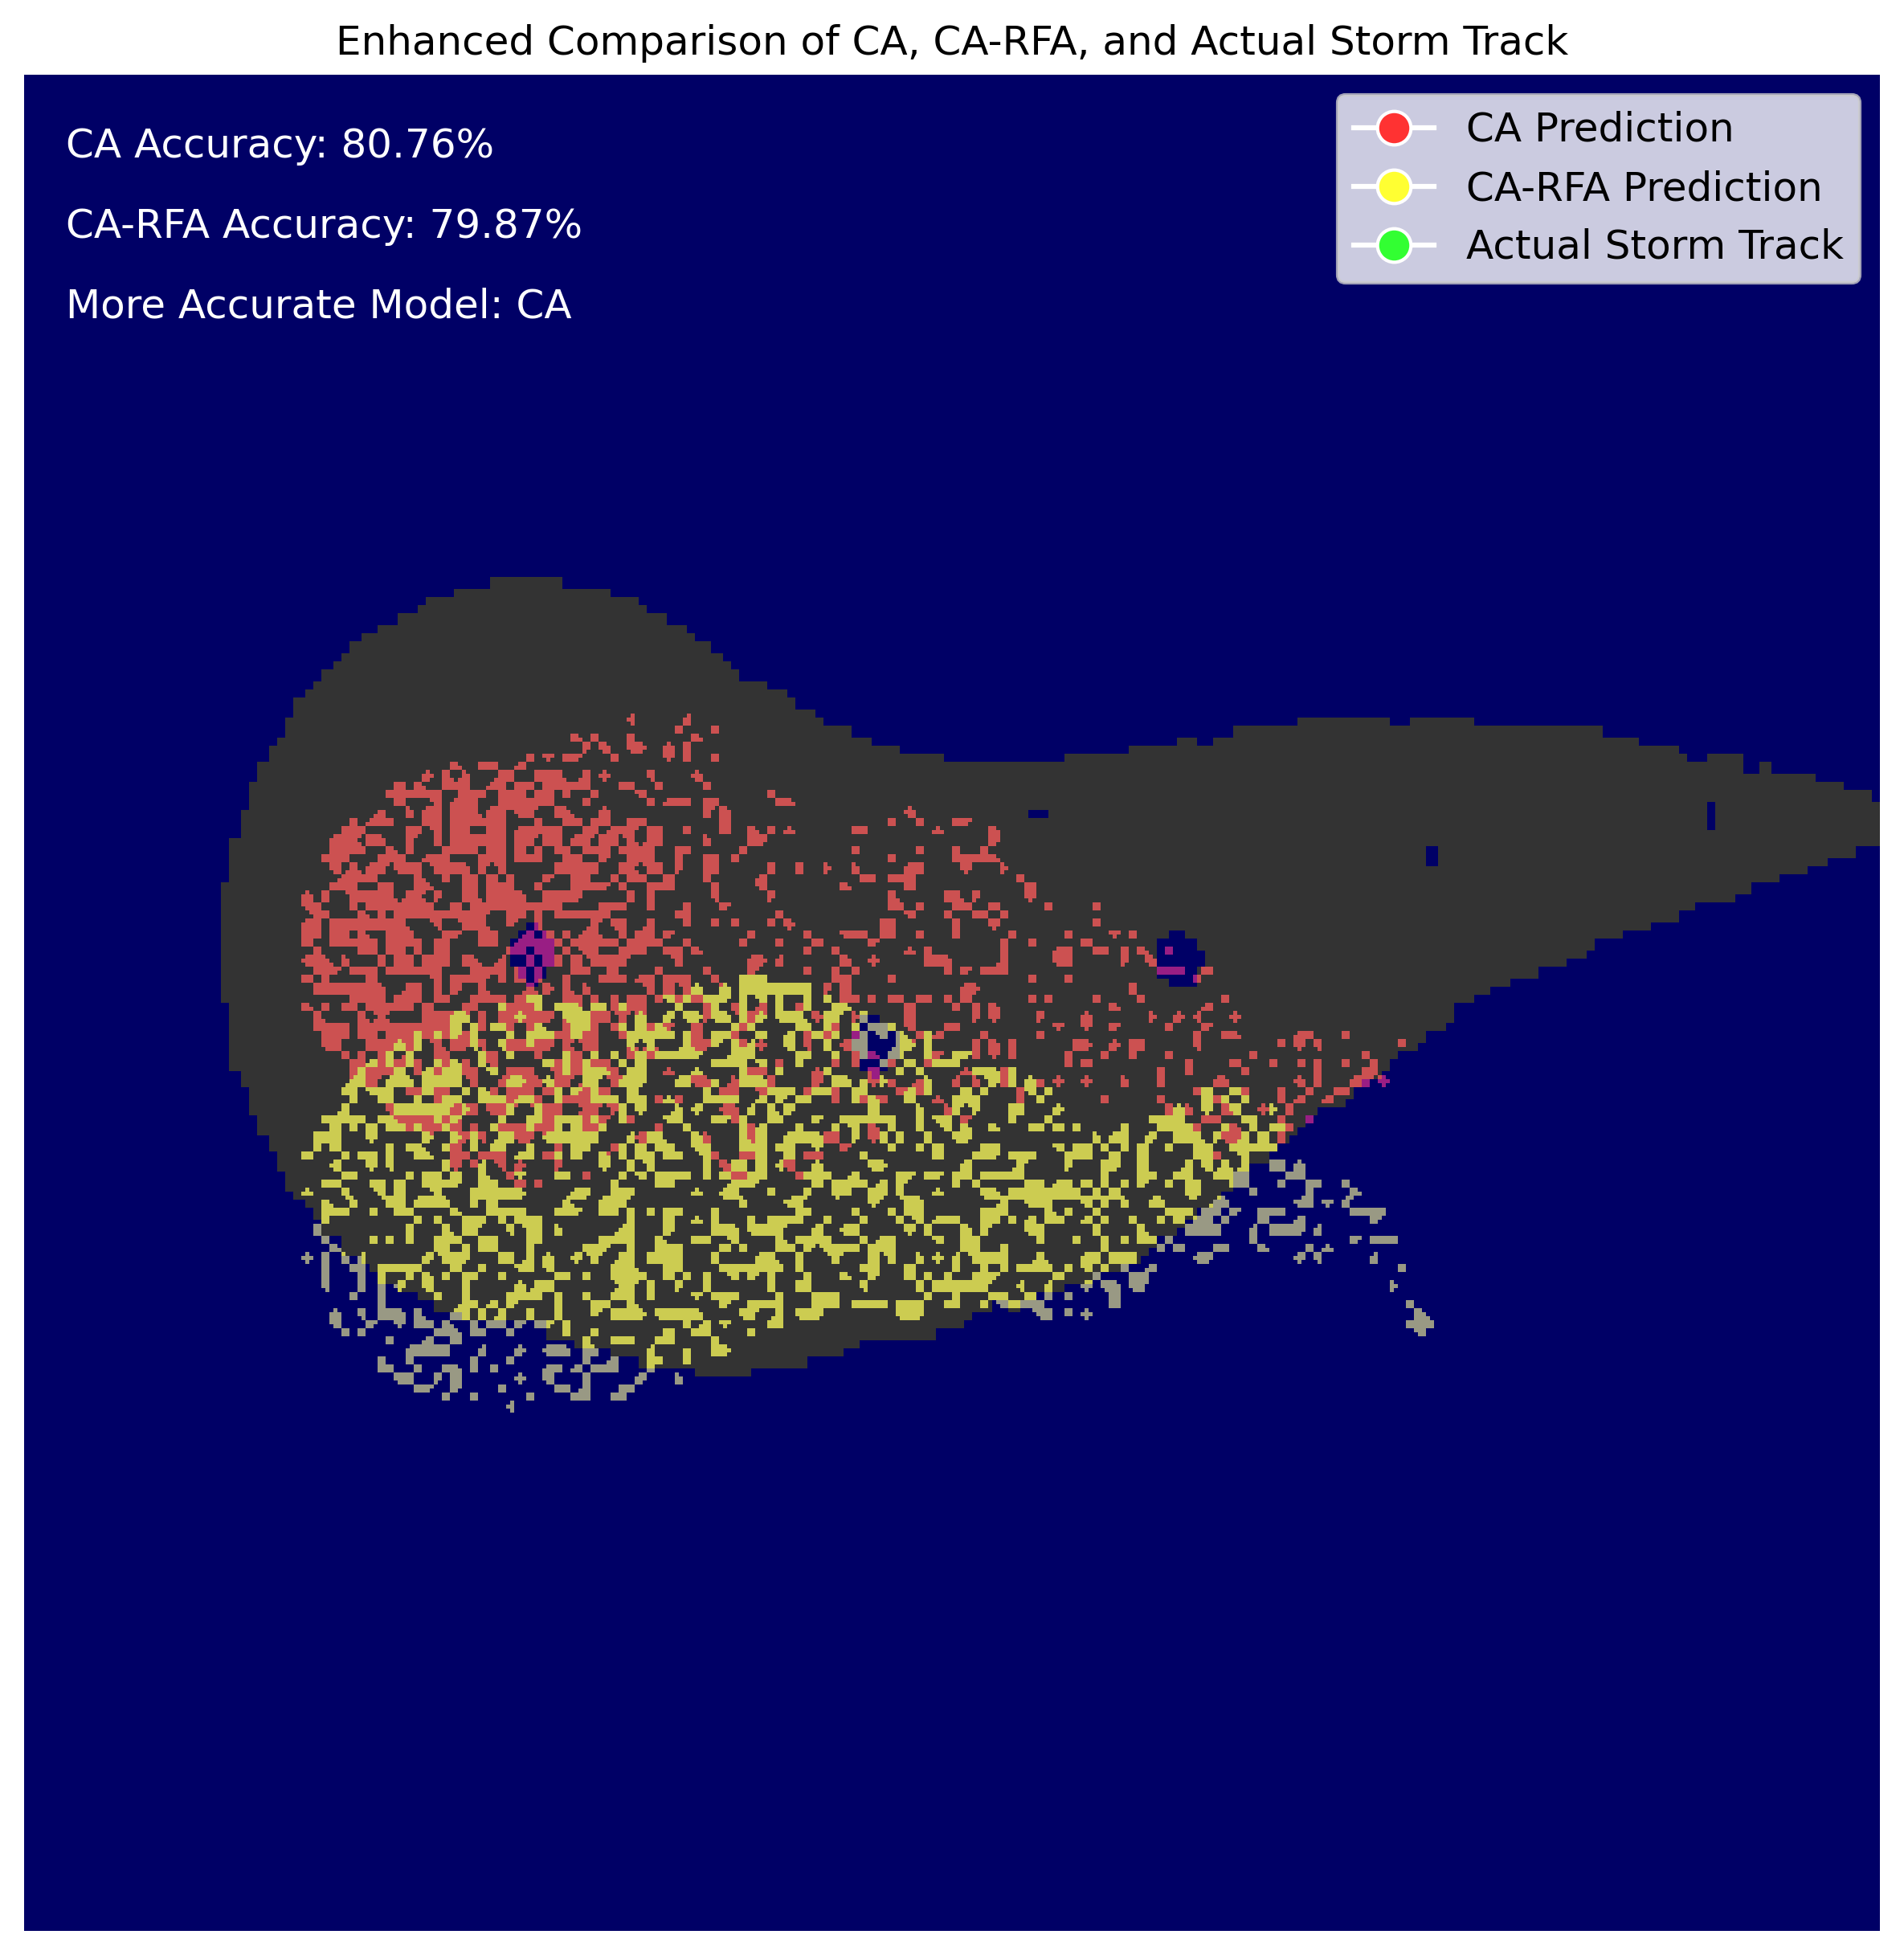 Enhanced Comparison of CA, CA-RFA, and Actual Storm Track
CA Accuracy: 80.76%
CA-RFA Accuracy: 79.87%
More Accurate Model: CA
CA Prediction
CA-RFA Prediction
Actual Storm Track